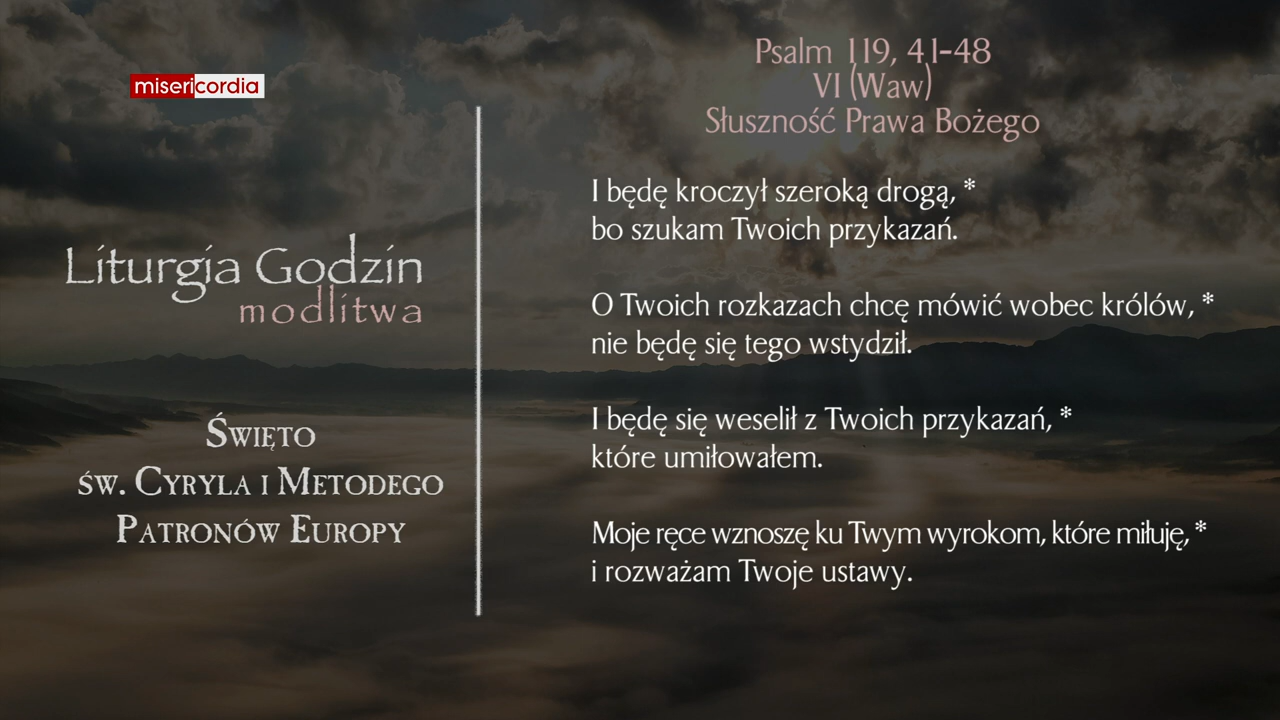 misericordia
Liturgia Godzin
modlitwa
Święto
św. Cyryla i Metodego
Patronów Europy
Psalm 119, 41-48
VI (Waw)
Słuszność Prawa Bożego
I będę kroczył szeroką drogą, *
bo szukam Twoich przykazań.
O Twoich rozkazach chcę mówić wobec królów, *
nie będę się tego wstydził.
I będę się weselił z Twoich przykazań, *
które umiłowałem.
Moje ręce wznoszę ku Twym wyrokom, które miłuję, *
i rozważam Twoje ustawy.